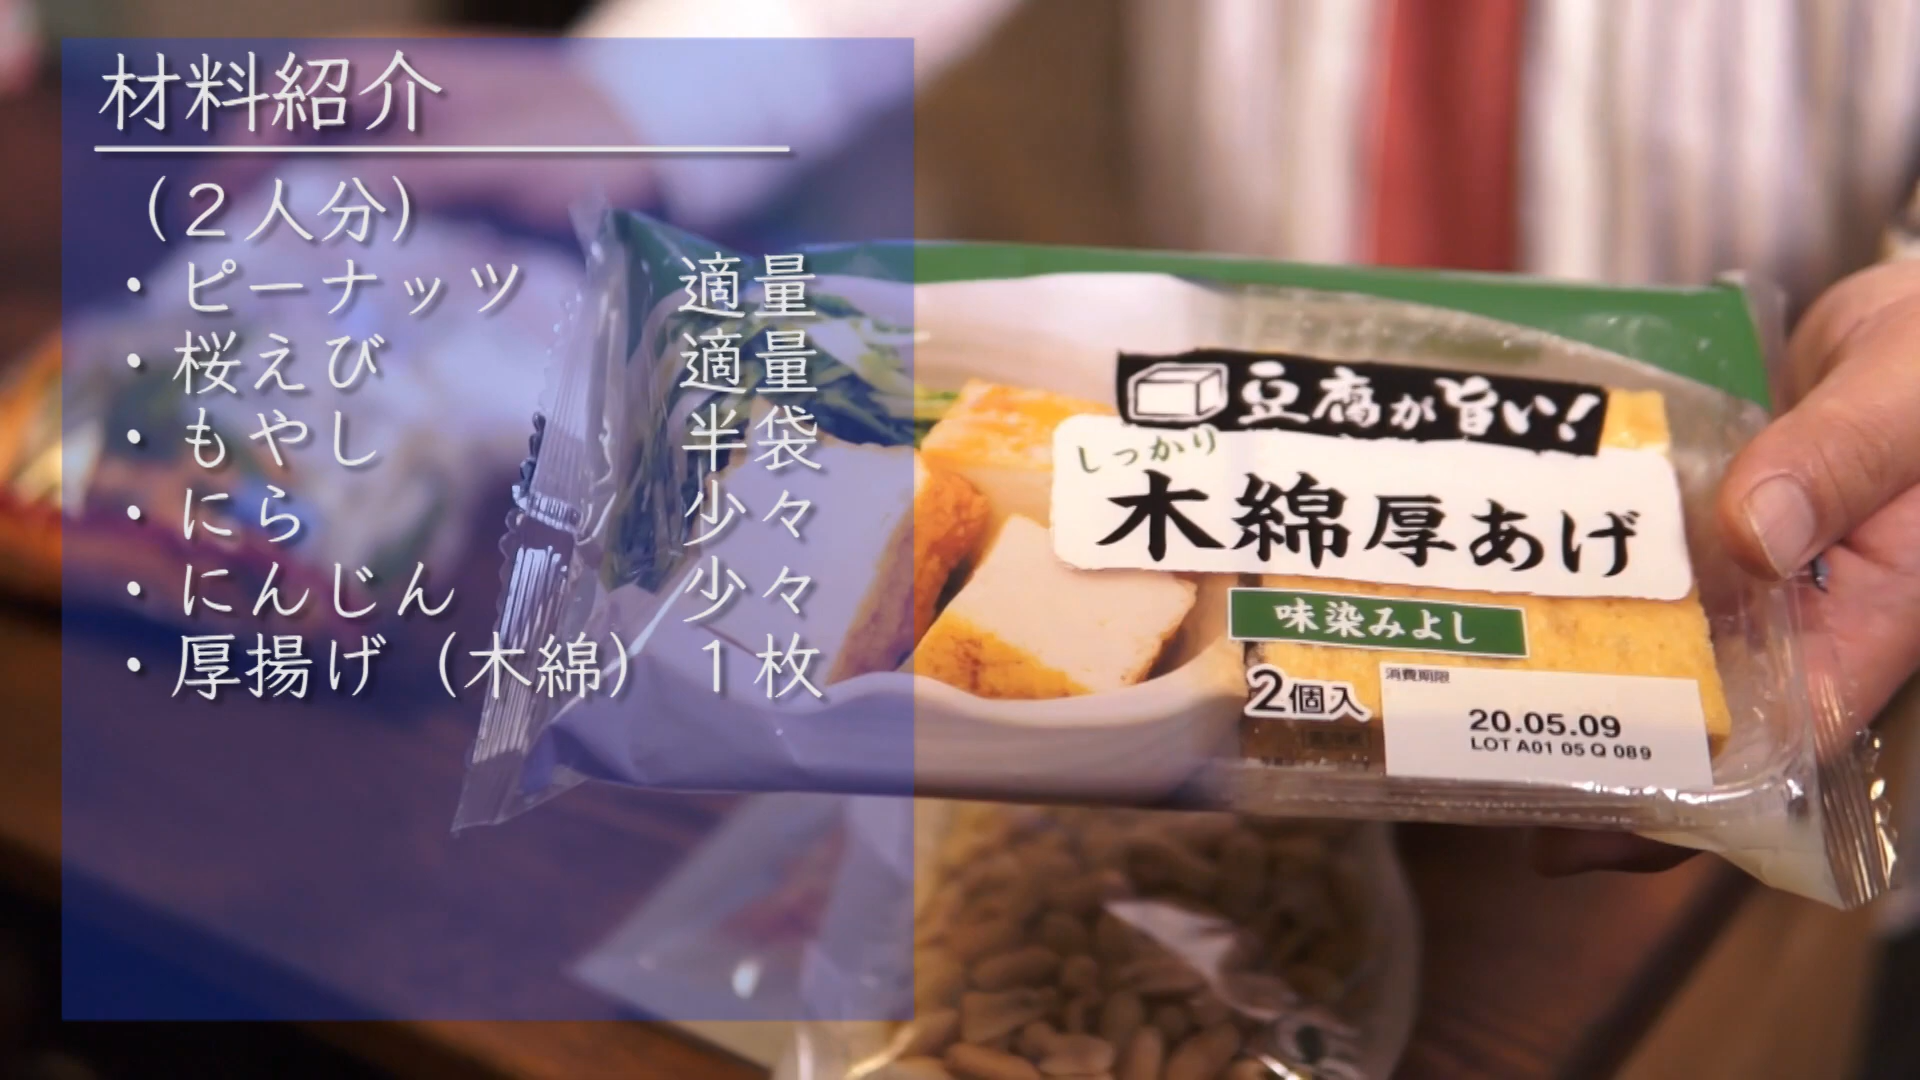 材料紹介
（２人分）
・ピーナッツ　適量
・桜えび　適量
・もやし　半袋
・にら　少々
・にんじん　少々
・厚揚げ（木綿）１枚
豆腐が旨い！
しっかり
木綿厚あげ
味染みよし
2個入
消費期限
20.05.09
LOT A01 05 Q 089